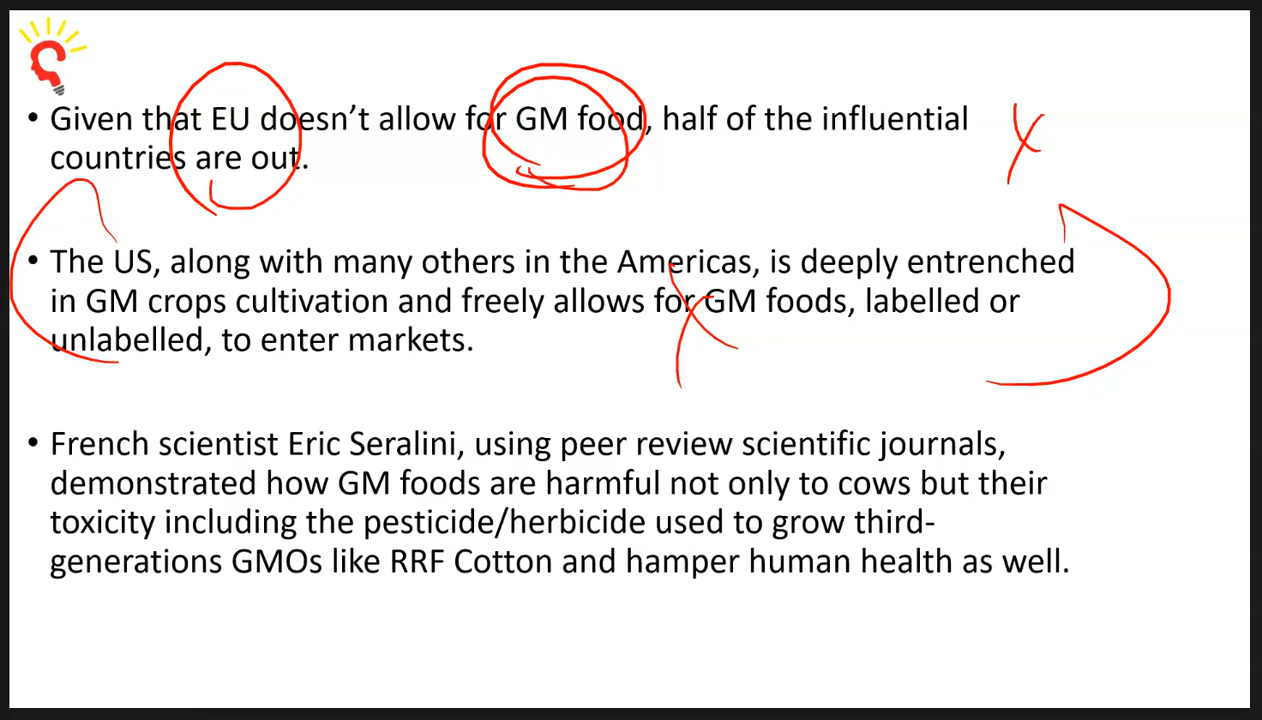 • Given that EU doesn't allow for GM food, half of the influential
countries are out.
• The US, along with many others in the Americas, is deeply entrenched
in GM crops cultivation and freely allows for GM foods, labelled or
unlabelled, to enter markets.
• French scientist Eric Seralini, using peer review scientific journals,
demonstrated how GM foods are harmful not only to cows but their
toxicity including the pesticide/herbicide used to grow third-
generations GMOs like RRF Cotton and hamper human health as well.